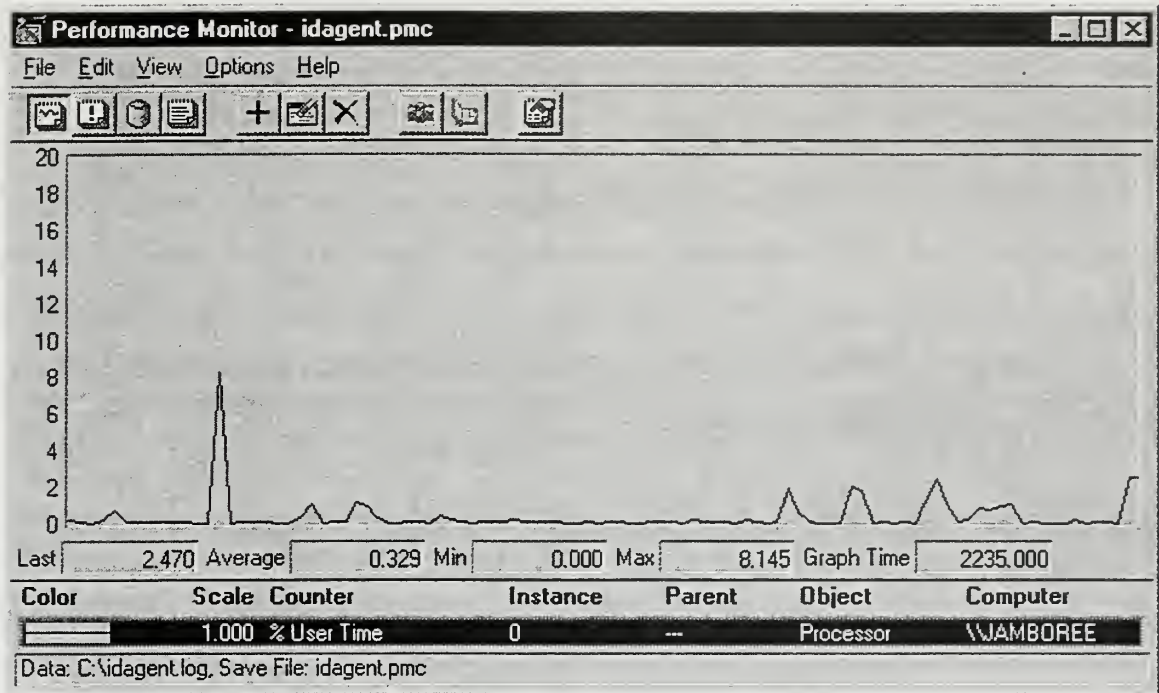 Performance Monitor - idagent.pmc
File Edit View Options Help
20
18
16
14
12
10
8
6
4
2
0
Last 2.470 Average 0.329 Min 0.000 Max 8.145 Graph Time 2235.000
Color Scale Counter Instance Parent Object Computer
1.000 % User Time 0 --- Processor \\JAMBOREE
Data: C:\idagent.log, Save File: idagent.pmc